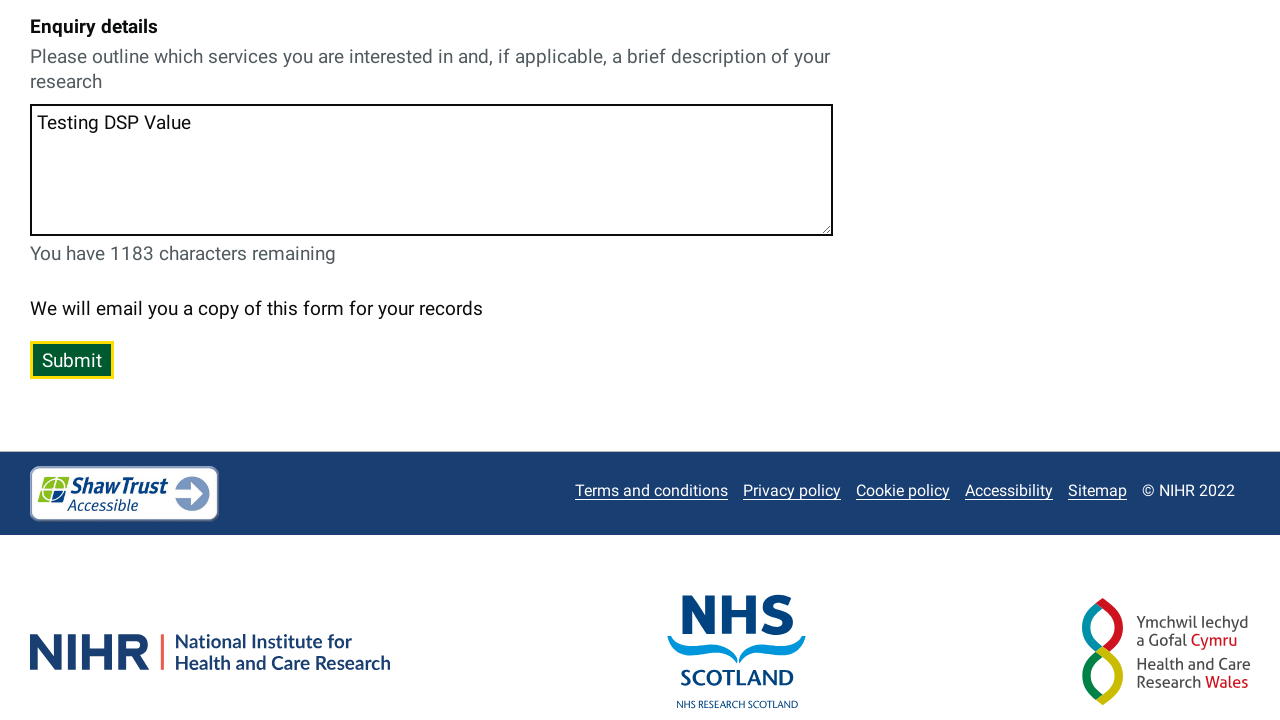 Enquiry details
Please outline which services you are interested in and, if applicable, a brief description of your
research
Testing DSP Value
You have 1183 characters remaining
We will email you a copy of this form for your records
Submit
Shaw Trust
Accessible
Terms and conditions Privacy policy Cookie policy Accessibility Sitemap © NIHR 2022
NIHR | National Institute for
Health and Care Research
NHS
SCOTLAND
NHS RESEARCH SCOTLAND
Ymchwil Iechyd
a Gofal Cymru
Health and Care
Research Wales